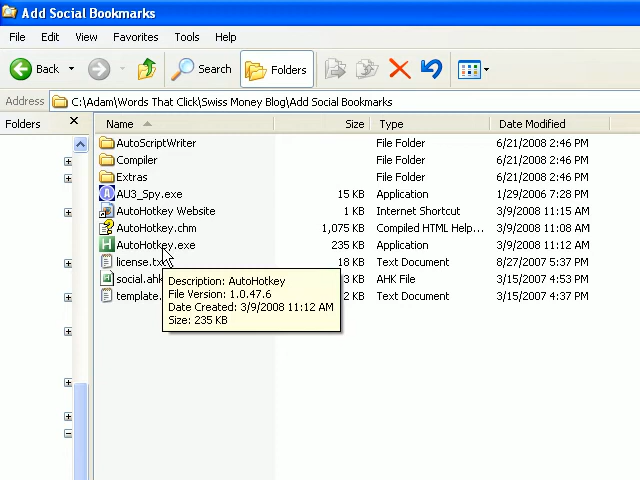 Add Social Bookmarks
File Edit View Favorites Tools Help
Back Search Folders
Address C:\Adam\Words That Click\Swiss Money Blog\Add Social Bookmarks
Folders Name Size Type Date Modified
AutoScriptWriter File Folder 6/21/2008 2:46 PM
Compiler File Folder 6/21/2008 2:46 PM
Extras File Folder 6/21/2008 2:46 PM
AU3_Spy.exe 15 KB Application 1/29/2006 7:28 PM
AutoHotkey Website 1 KB Internet Shortcut 3/9/2008 11:15 AM
AutoHotkey.chm 1,075 KB Compiled HTML Help... 3/9/2008 11:08 AM
AutoHotkey.exe 235 KB Application 3/9/2008 11:12 AM
license.txt 18 KB Text Document 8/27/2007 5:37 PM
social.ahk 3 KB AHK File 3/15/2007 4:53 PM
template. 2 KB Text Document 3/15/2007 4:37 PM
Description: AutoHotkey
File Version: 1.0.47.6
Date Created: 3/9/2008 11:12 AM
Size: 235 KB